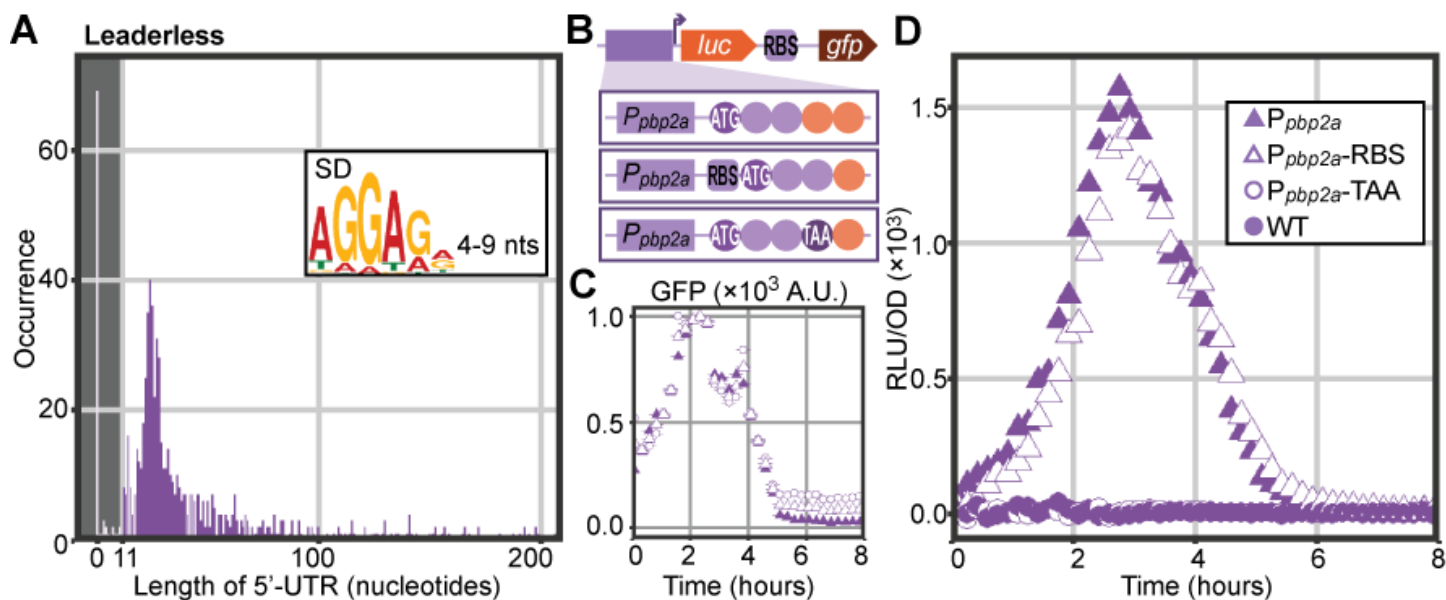 A
Leaderless
Occurrence
60
40
20
0
SD
AGGAGA
4-9 nts
0 11 100 200
Length of 5'-UTR (nucleotides)
B
luc RBS gfp
Ppbp2a ATG
Ppbp2a RBS ATG
Ppbp2a ATG TAA
C
GFP (×10³ A.U.)
1.0
0.5
0.0
0 2 4 6 8
Time (hours)
D
RLU/OD (×10³)
1.5
1.0
0.5
0.0
Ppbp2a
Ppbp2a-RBS
Ppbp2a-TAA
WT
0 2 4 6 8
Time (hours)